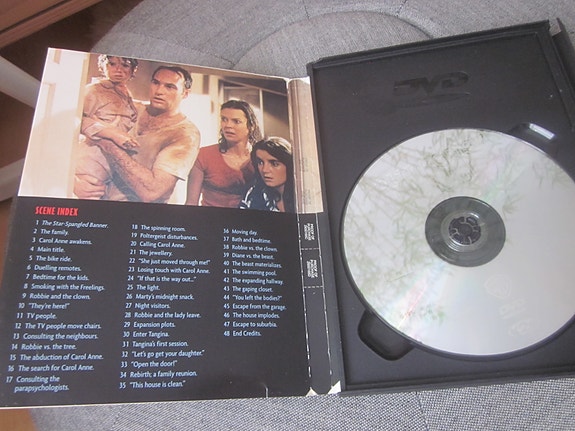 SCENE INDEX
1 The Star-Spangled Banner.
2 The family.
3 Carol Anne awakens.
4 Main title.
5 The bike ride.
6 Duelling remotes.
7 Bedtime for the kids.
8 Smoking with the Freelings.
9 Robbie and the clown.
10 "They're here!"
11 TV people.
12 The TV people move chairs.
13 Consulting the neighbours.
14 Robbie vs. the tree.
15 The abduction of Carol Anne.
16 The search for Carol Anne.
17 Consulting the
parapsychologists.
18 The spinning room.
19 Poltergeist disturbances.
20 Calling Carol Anne.
21 The jewellery.
22 "She just moved through me!"
23 Losing touch with Carol Anne.
24 "If that is the way out..."
25 The light.
26 Marty's midnight snack.
27 Night visitors.
28 Robbie and the lady leave.
29 Expansion plots.
30 Enter Tangina.
31 Tangina's first session.
32 "Let's go get your daughter."
33 "Open the door!"
34 Rebirth; a family reunion.
35 "This house is clean."
36 Moving day.
37 Bath and bedtime.
38 Robbie vs. the clown.
39 Diane vs. the beast.
40 The beast materializes.
41 The swimming pool.
42 The expanding hallway.
43 The gaping closet.
44 "You left the bodies?"
45 Escape from the garage.
46 The house implodes.
47 Escape to suburbia.
48 End Credits.
DVD